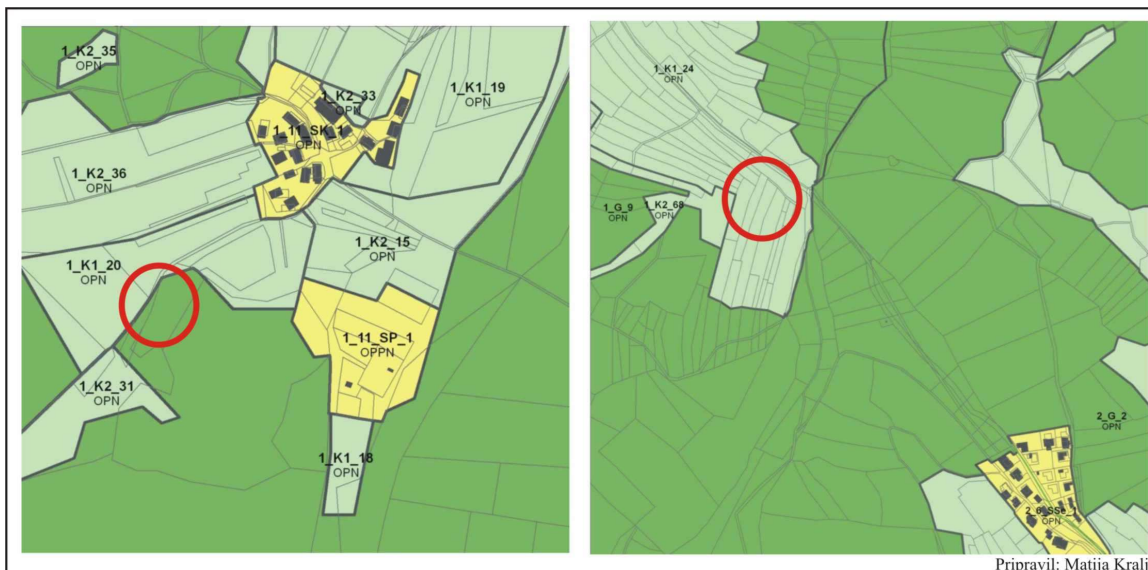 1_K2_35
OPN
1_K2_33
OPN
1_K1_19
OPN
1_11_SK_1
OPN
1_K2_36
OPN
1_K2_15
OPN
1_K1_20
OPN
1_11_SP_1
OPPN
1_K2_31
OPN
1_K1_18
OPN
1_K1_24
OPN
1_G_9
OPN
1_K2_68
OPN
2_G_2
OPN
2_6_SSe_1
OPN
Pripravil: Matija Kralj